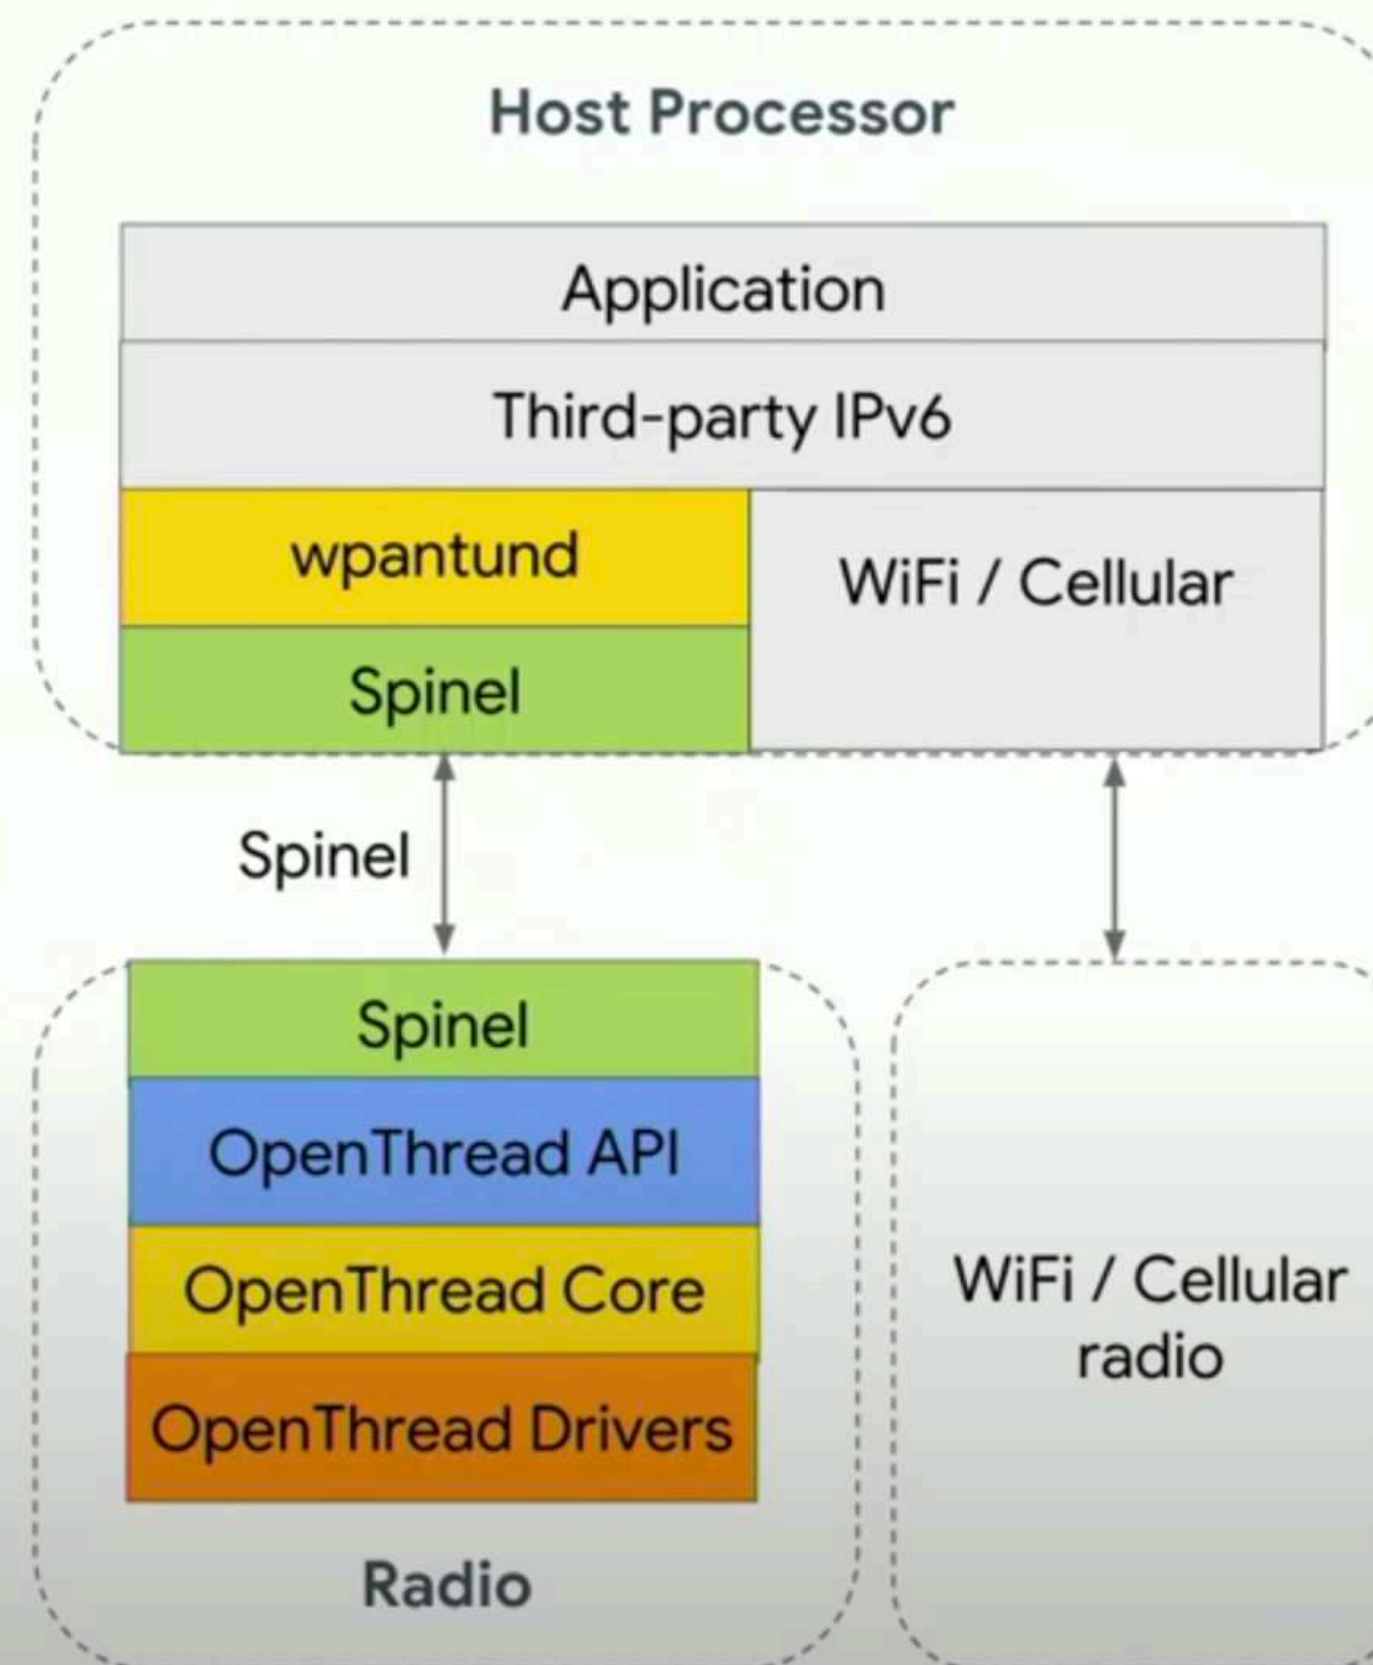 Host Processor
Application
Third-party IPv6
wpantund
WiFi / Cellular
Spinel
Spinel
Spinel
OpenThread API
OpenThread Core
OpenThread Drivers
Radio
WiFi / Cellular
radio